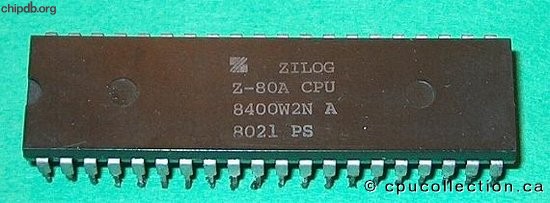 chipdb.org
ZILOG
Z-80A CPU
8400W2N A
8021 PS
© cpucollection.ca